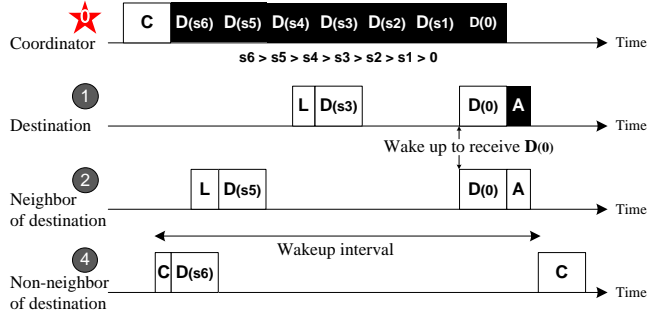 0
C D(s6) D(s5) D(s4) D(s3) D(s2) D(s1) D(0)
Coordinator
Time
s6 > s5 > s4 > s3 > s2 > s1 > 0
1
L D(s3) D(0) A
Destination
Time
Wake up to receive D(0)
2
L D(s5) D(0) A
Neighbor
of destination
Time
Wakeup interval
4
C D(s6) C
Non-neighbor
of destination
Time